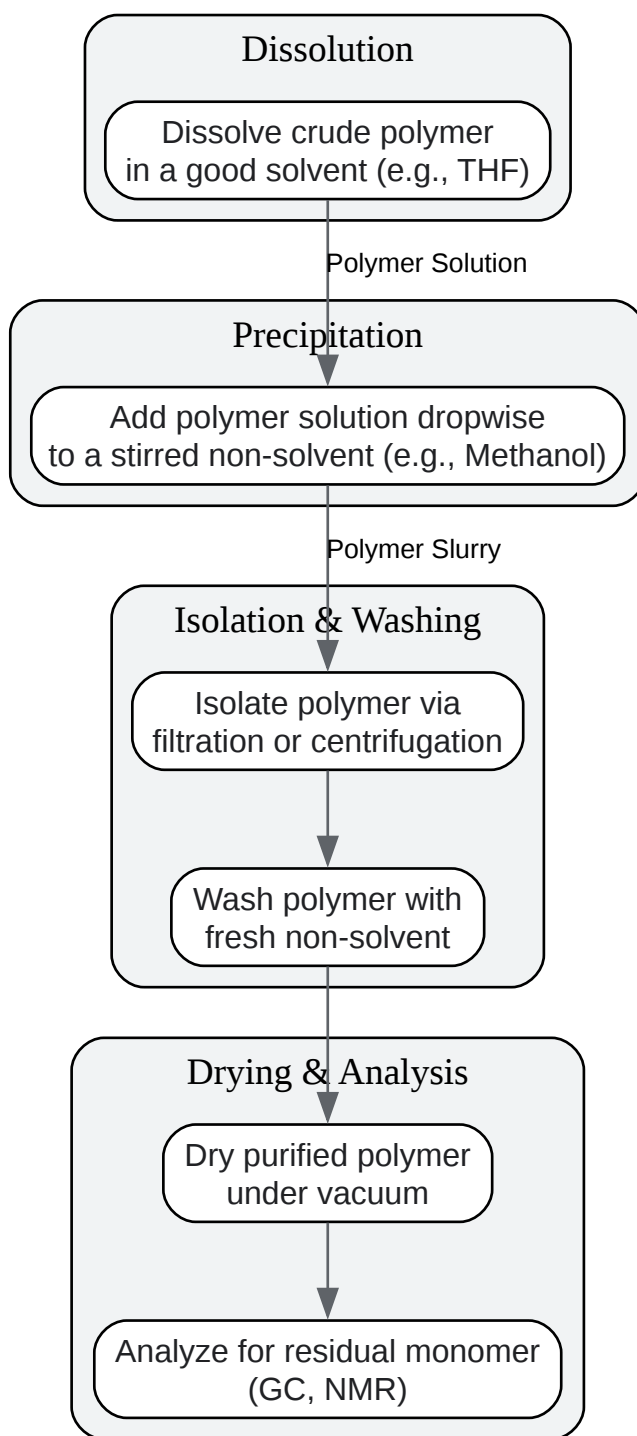 Dissolution
Dissolve crude polymer
in a good solvent (e.g., THF)
Polymer Solution
Precipitation
Add polymer solution dropwise
to a stirred non-solvent (e.g., Methanol)
Polymer Slurry
Isolation & Washing
Isolate polymer via
filtration or centrifugation
Wash polymer with
fresh non-solvent
Drying & Analysis
Dry purified polymer
under vacuum
Analyze for residual monomer
(GC, NMR)